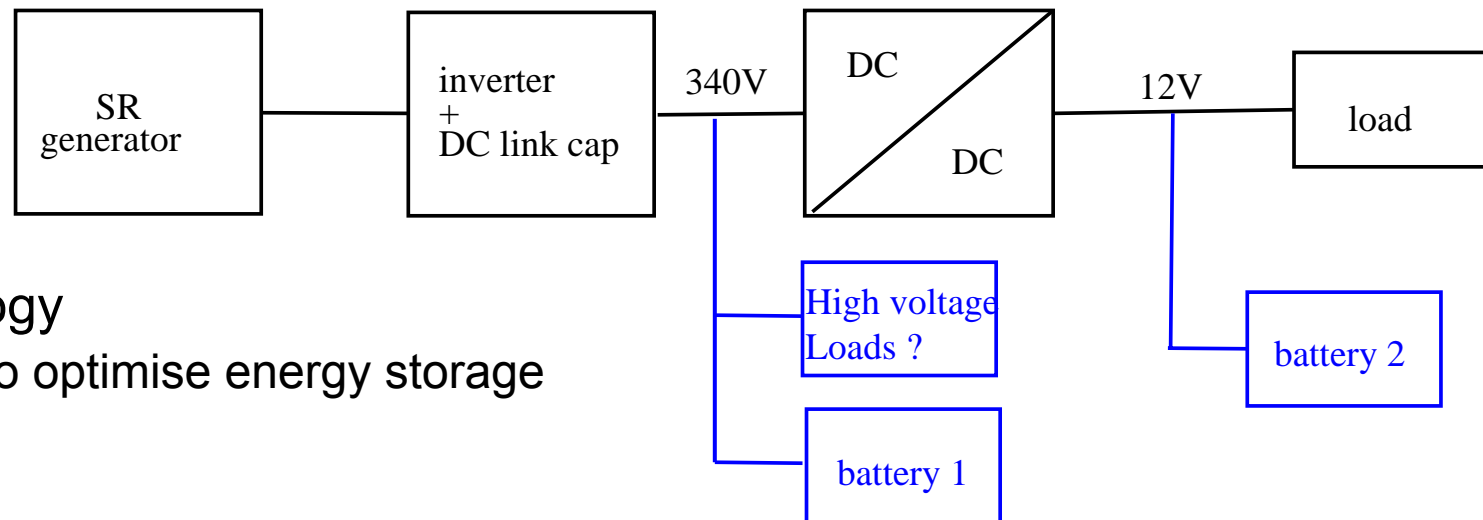 SR
generator
inverter
+
DC link cap
340V
DC
DC
12V
load
High voltage
Loads ?
battery 1
battery 2
ogy
o optimise energy storage